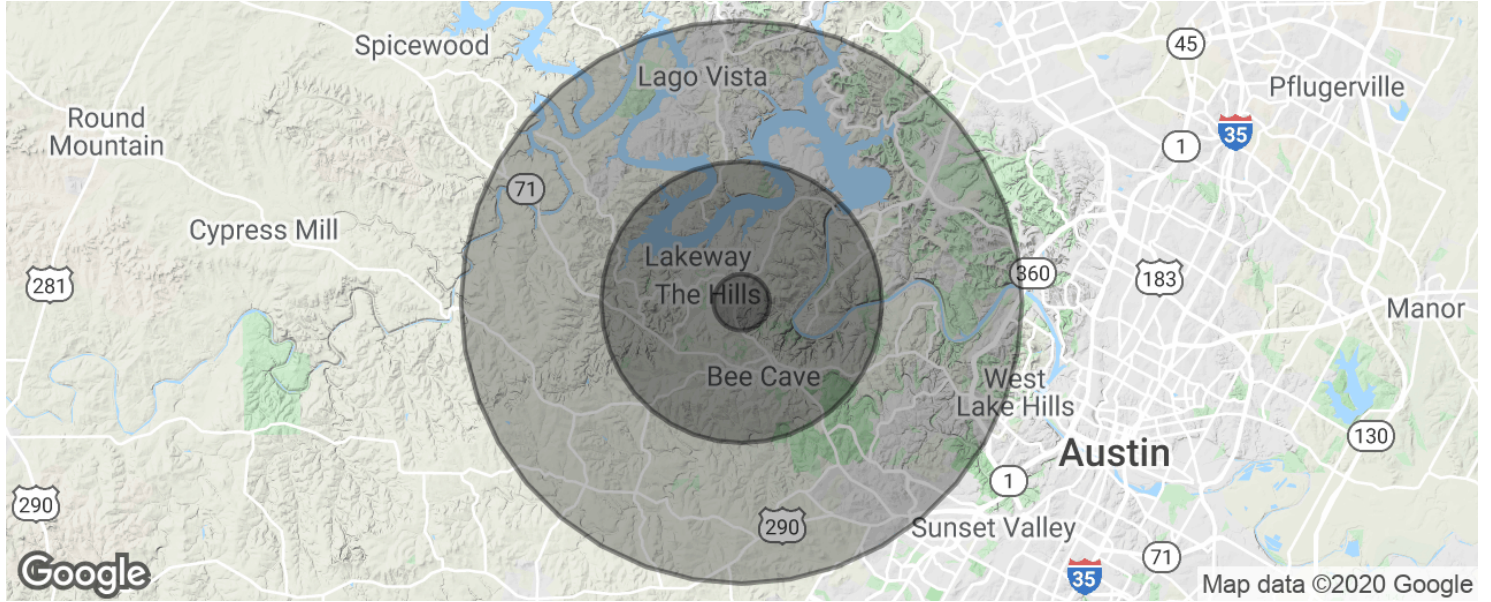 Spicewood
45
Lago Vista
Pflugerville
Round
Mountain
35
1
71
Cypress Mill
Lakeway
360
183
281
The Hills
Manor
Bee Cave
West
Lake Hills
130
Austin
1
290
290
Sunset Valley
71
35
Google
Map data ©2020 Google